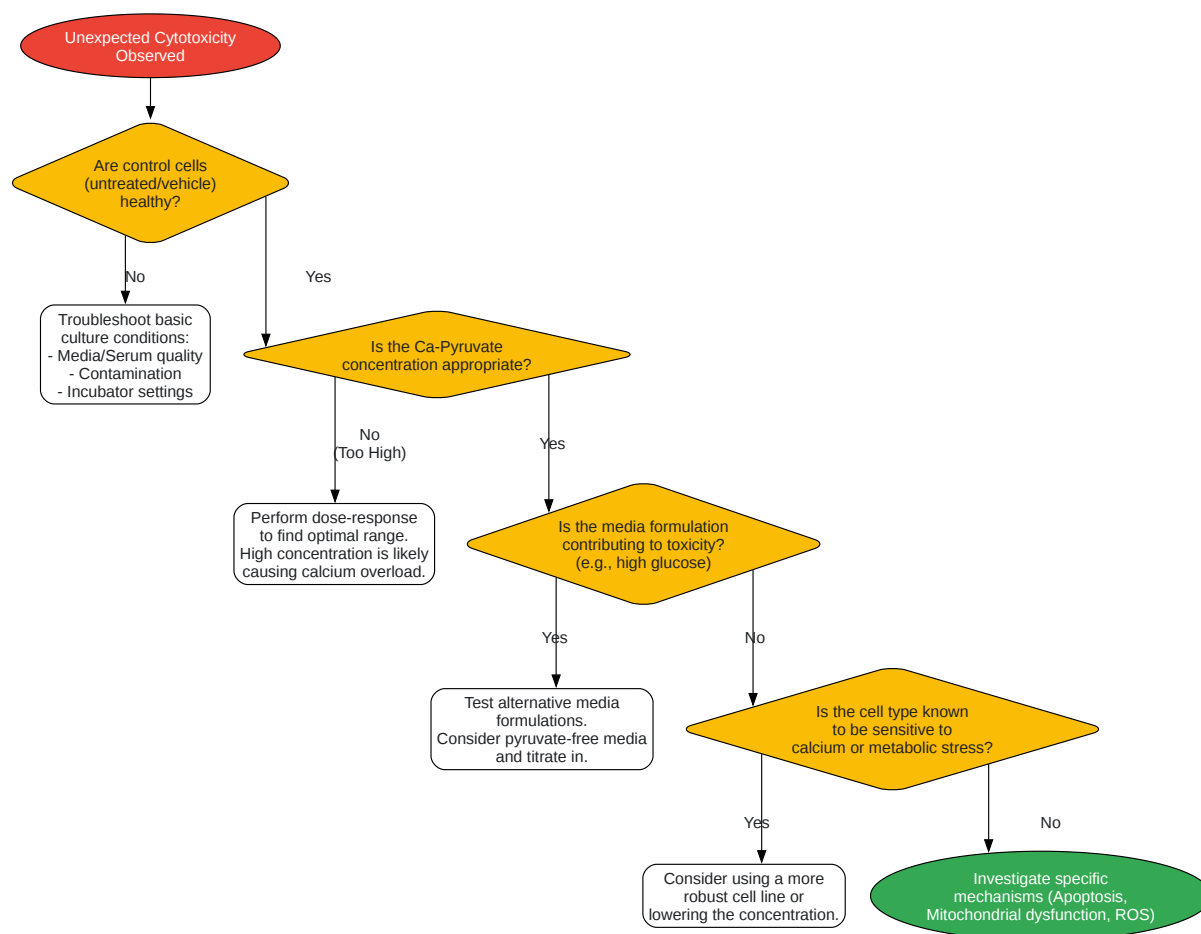 Unexpected Cytotoxicity
Observed
Are control cells
(untreated/vehicle)
healthy?
No
Yes
Troubleshoot basic
culture conditions:
- Media/Serum quality
- Contamination
- Incubator settings
Is the Ca-Pyruvate
concentration appropriate?
No
(Too High)
Yes
Perform dose-response
to find optimal range.
High concentration is likely
causing calcium overload.
Is the media formulation
contributing to toxicity?
(e.g., high glucose)
Yes
No
Test alternative media
formulations.
Consider pyruvate-free media
and titrate in.
Is the cell type known
to be sensitive to
calcium or metabolic stress?
Yes
No
Consider using a more
robust cell line or
lowering the concentration.
Investigate specific
mechanisms (Apoptosis,
Mitochondrial dysfunction, ROS)